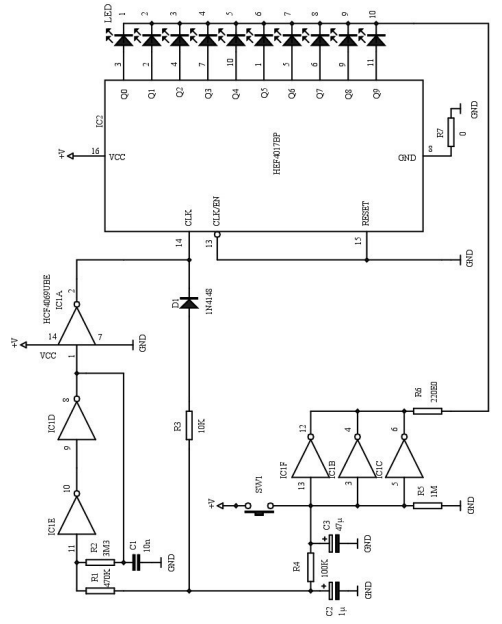 LED
1 2 3 4 5 6 7 8 9 10
3 2 4 7 10 1 5 6 9 11
Q0 Q1 Q2 Q3 Q4 Q5 Q6 Q7 Q8 Q9
IC2
HEF4017BP
+V
16
VCC
GND
8
R7
0
GND
CLK
CLK/EN
RESET
14
13
15
GND
HCF4069UBE
IC1A
+V
14
VCC
2
1
7
GND
D1
1N4148
IC1D
8
9
R3
10K
IC1E
10
11
R1
470K
R2
3M3
C1
10n
GND
SW1
+V
IC1F
12
13
IC1B
4
3
IC1C
6
5
R6
220E0
R5
1M
GND
R4
100K
C3
+
47µ
GND
C2
+
1µ
GND